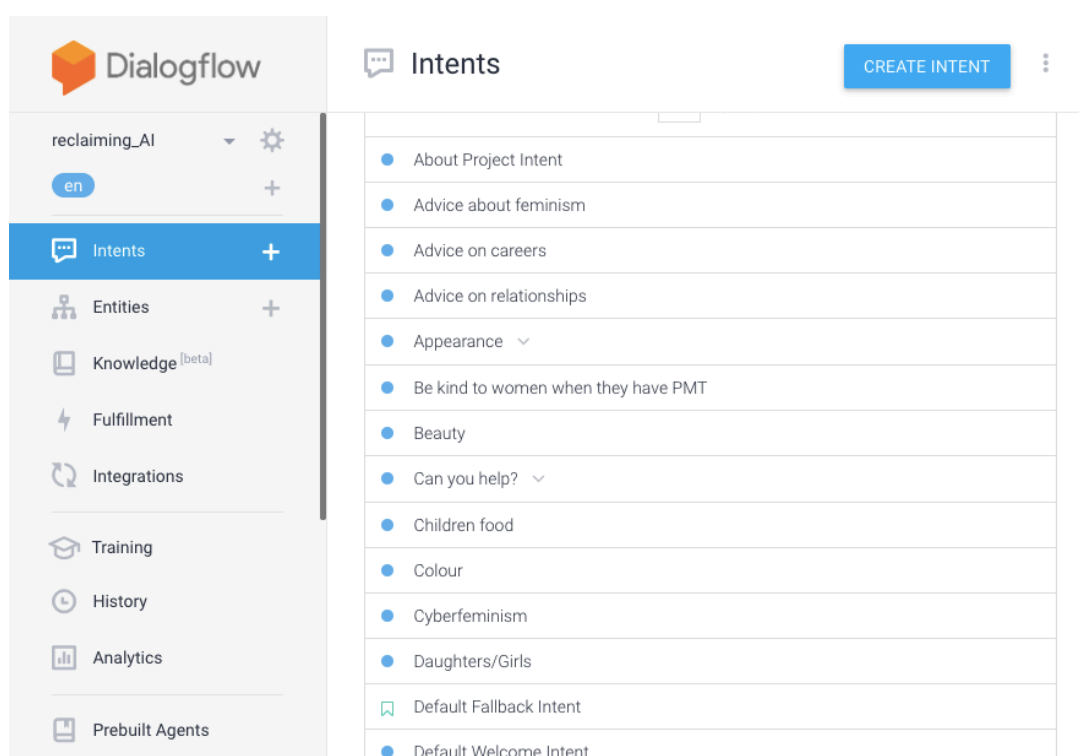 Dialogflow
Intents
CREATE INTENT
reclaiming_AI
en
Intents
Entities
Knowledge [beta]
Fulfillment
Integrations
Training
History
Analytics
Prebuilt Agents
About Project Intent
Advice about feminism
Advice on careers
Advice on relationships
Appearance
Be kind to women when they have PMT
Beauty
Can you help?
Children food
Colour
Cyberfeminism
Daughters/Girls
Default Fallback Intent
Default Welcome Intent